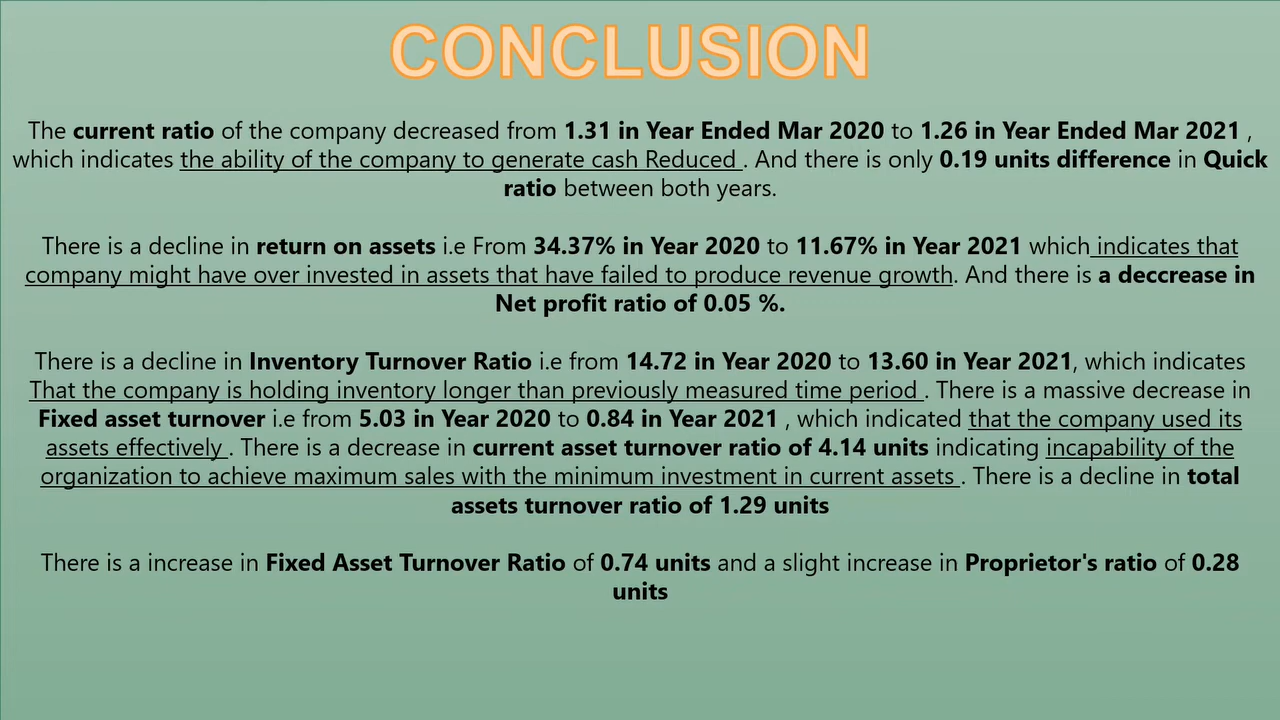 CONCLUSION
The current ratio of the company decreased from 1.31 in Year Ended Mar 2020 to 1.26 in Year Ended Mar 2021 ,
which indicates the ability of the company to generate cash Reduced . And there is only 0.19 units difference in Quick
ratio between both years.
There is a decline in return on assets i.e From 34.37% in Year 2020 to 11.67% in Year 2021 which indicates that
company might have over invested in assets that have failed to produce revenue growth. And there is a deccrease in
Net profit ratio of 0.05 %.
There is a decline in Inventory Turnover Ratio i.e from 14.72 in Year 2020 to 13.60 in Year 2021, which indicates
That the company is holding inventory longer than previously measured time period . There is a massive decrease in
Fixed asset turnover i.e from 5.03 in Year 2020 to 0.84 in Year 2021 , which indicated that the company used its
assets effectively . There is a decrease in current asset turnover ratio of 4.14 units indicating incapability of the
organization to achieve maximum sales with the minimum investment in current assets . There is a decline in total
assets turnover ratio of 1.29 units
There is a increase in Fixed Asset Turnover Ratio of 0.74 units and a slight increase in Proprietor's ratio of 0.28
units